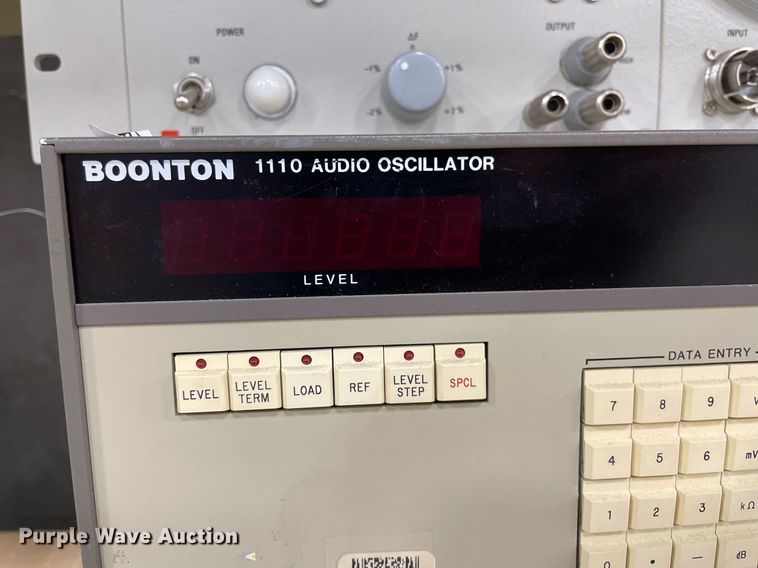 POWER
ΔF
OUTPUT
INPUT
ON
-1%
+1%
-2%
+2%
OFF
BOONTON 1110 AUDIO OSCILLATOR
LEVEL
DATA ENTRY
LEVEL
LEVEL TERM
LOAD
REF
LEVEL STEP
SPCL
7 8 9
4 5 6 mV
1 2 3 kΩ
0 • — dB
Purple Wave Auction